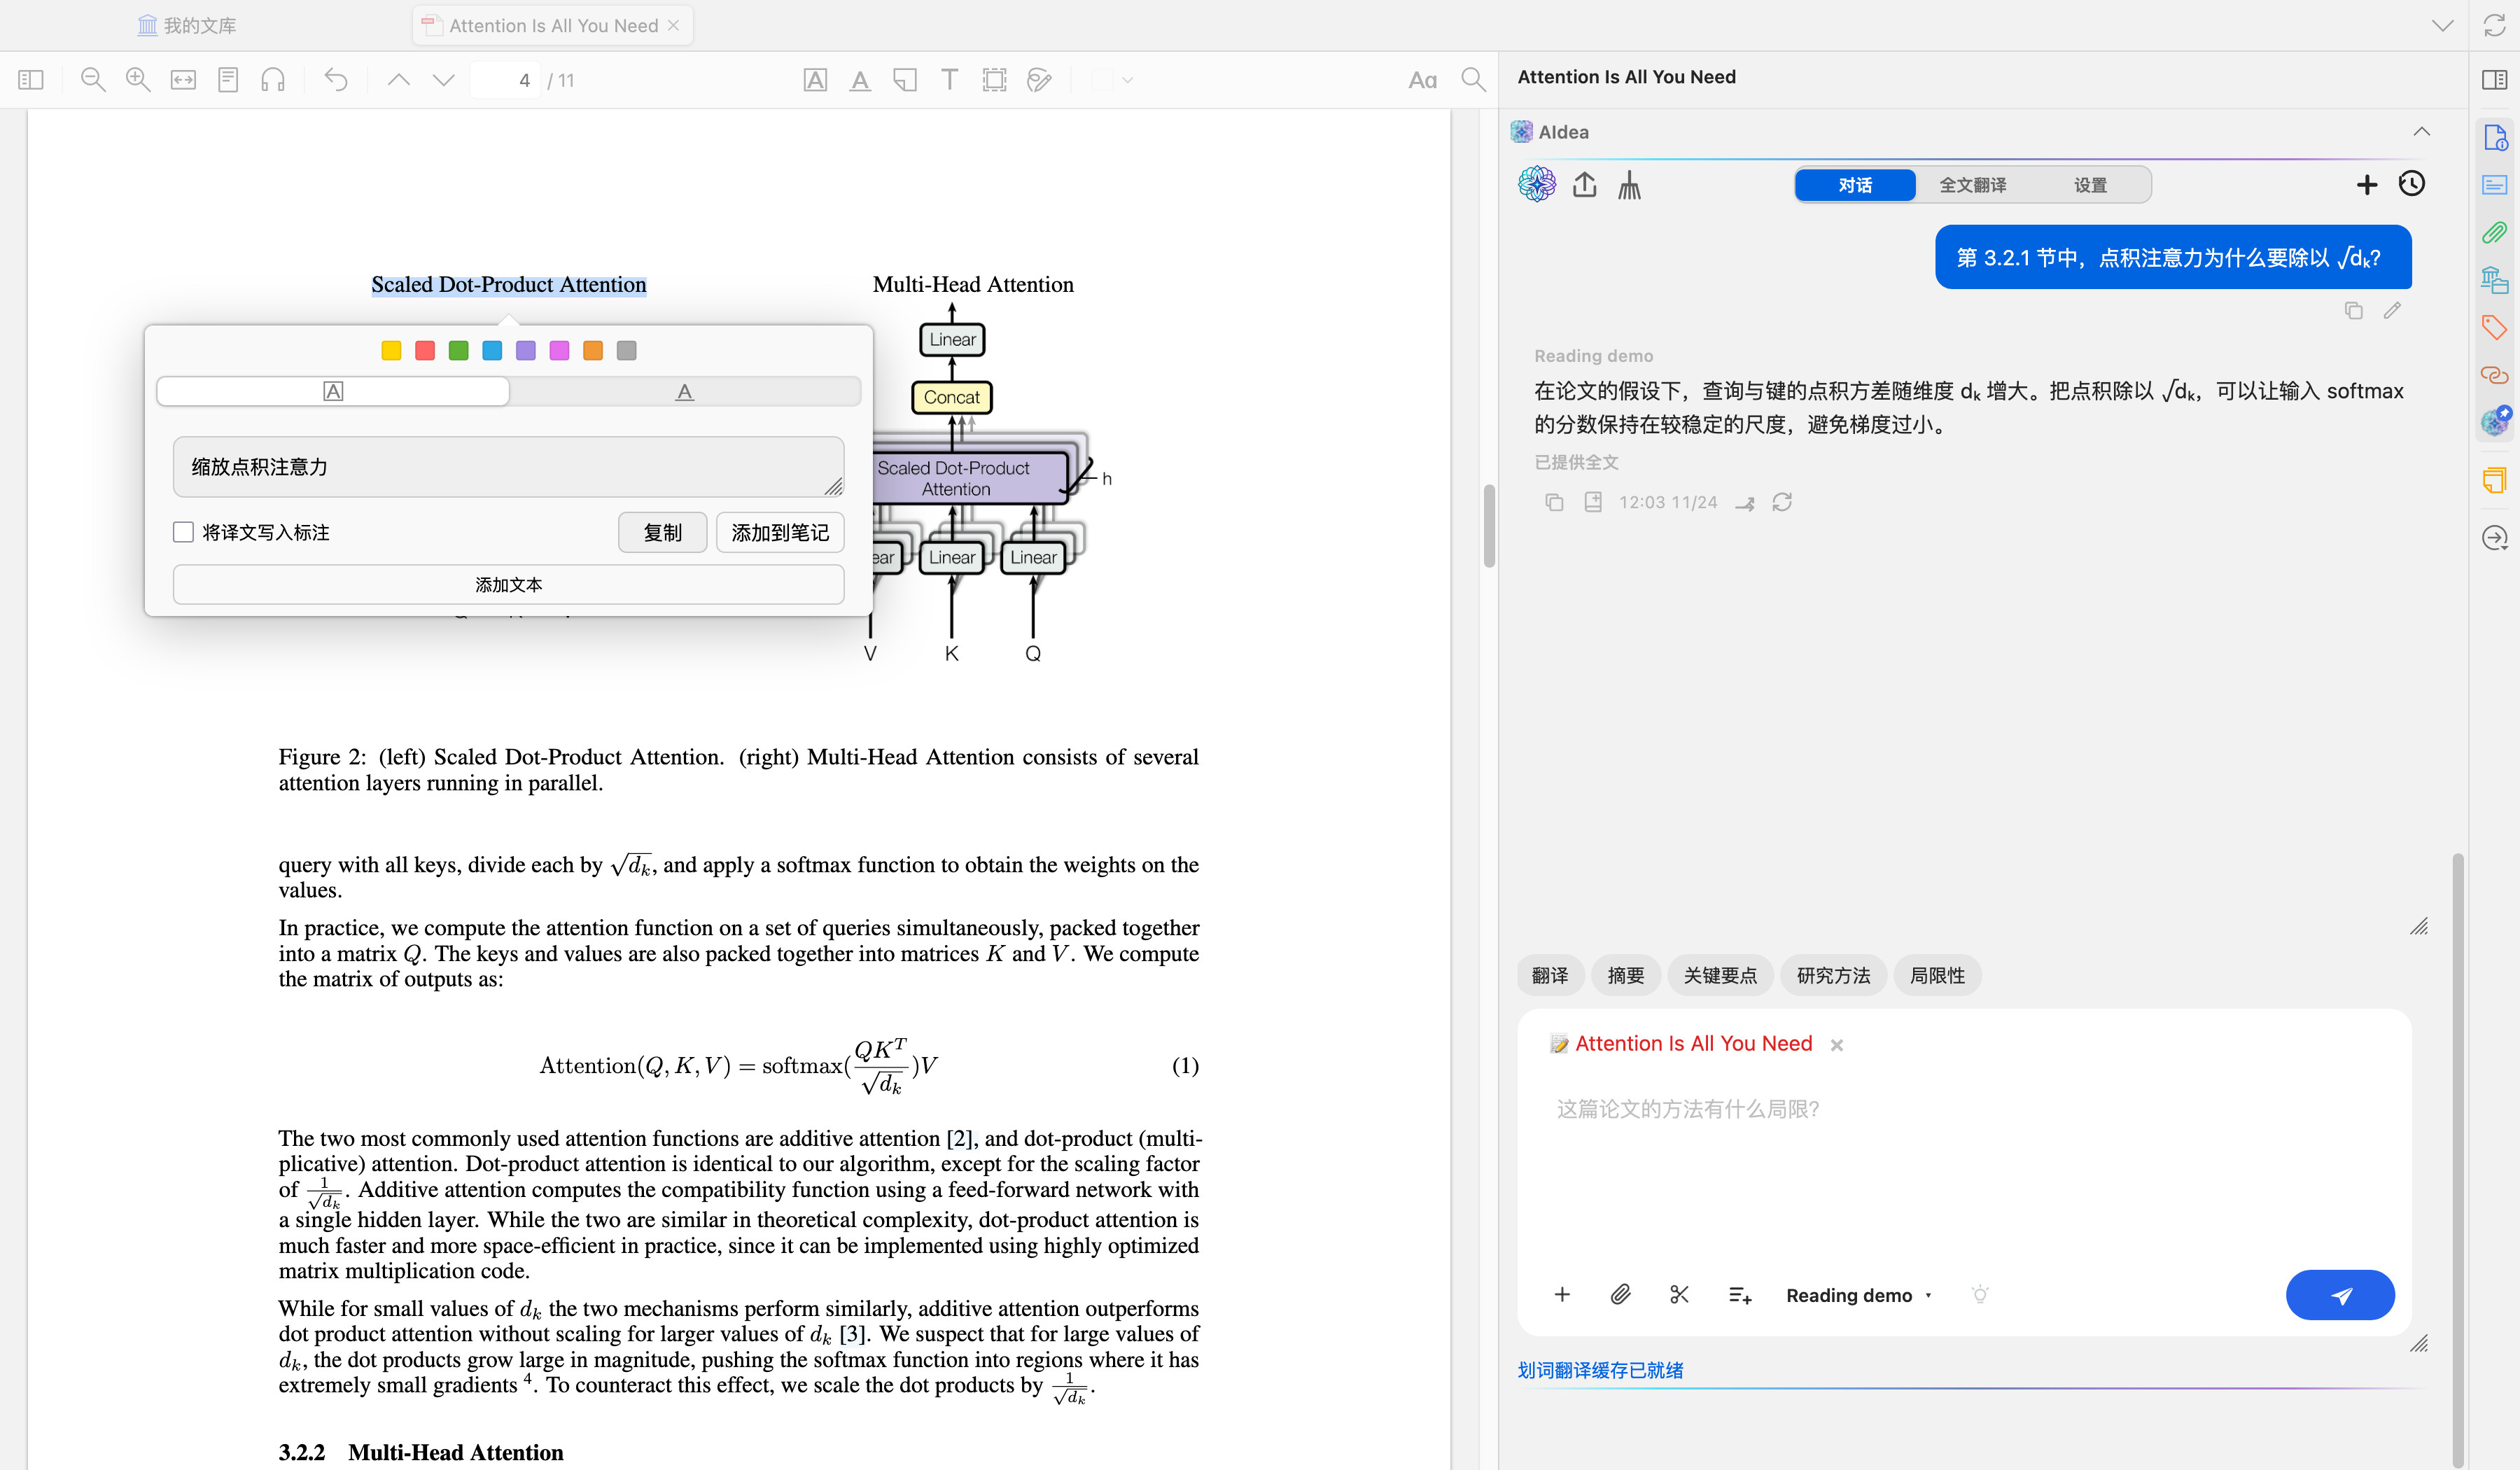 我的文库
Attention Is All You Need
4 / 11
Aa
Attention Is All You Need
AIdea
对话
全文翻译
设置
第 3.2.1 节中，点积注意力为什么要除以 √dₖ?
Reading demo
在论文的假设下，查询与键的点积方差随维度 dₖ 增大。把点积除以 √dₖ，可以让输入 softmax
的分数保持在较稳定的尺度，避免梯度过小。
已提供全文
12:03 11/24
翻译
摘要
关键要点
研究方法
局限性
Attention Is All You Need
这篇论文的方法有什么局限?
Reading demo
划词翻译缓存已就绪
Scaled Dot-Product Attention
缩放点积注意力
将译文写入标注
复制
添加到笔记
添加文本
Multi-Head Attention
Linear
Concat
Scaled Dot-Product
Attention
h
Linear
Linear
V
K
Q
Figure 2: (left) Scaled Dot-Product Attention. (right) Multi-Head Attention consists of several
attention layers running in parallel.
query with all keys, divide each by √dₖ, and apply a softmax function to obtain the weights on the
values.
In practice, we compute the attention function on a set of queries simultaneously, packed together
into a matrix Q. The keys and values are also packed together into matrices K and V. We compute
the matrix of outputs as:
Attention(Q, K, V) = softmax(QKᵀ/√dₖ)V (1)
The two most commonly used attention functions are additive attention [2], and dot-product (multi-
plicative) attention. Dot-product attention is identical to our algorithm, except for the scaling factor
of 1/√dₖ. Additive attention computes the compatibility function using a feed-forward network with
a single hidden layer. While the two are similar in theoretical complexity, dot-product attention is
much faster and more space-efficient in practice, since it can be implemented using highly optimized
matrix multiplication code.
While for small values of dₖ the two mechanisms perform similarly, additive attention outperforms
dot product attention without scaling for larger values of dₖ [3]. We suspect that for large values of
dₖ, the dot products grow large in magnitude, pushing the softmax function into regions where it has
extremely small gradients ⁴. To counteract this effect, we scale the dot products by 1/√dₖ.
3.2.2 Multi-Head Attention